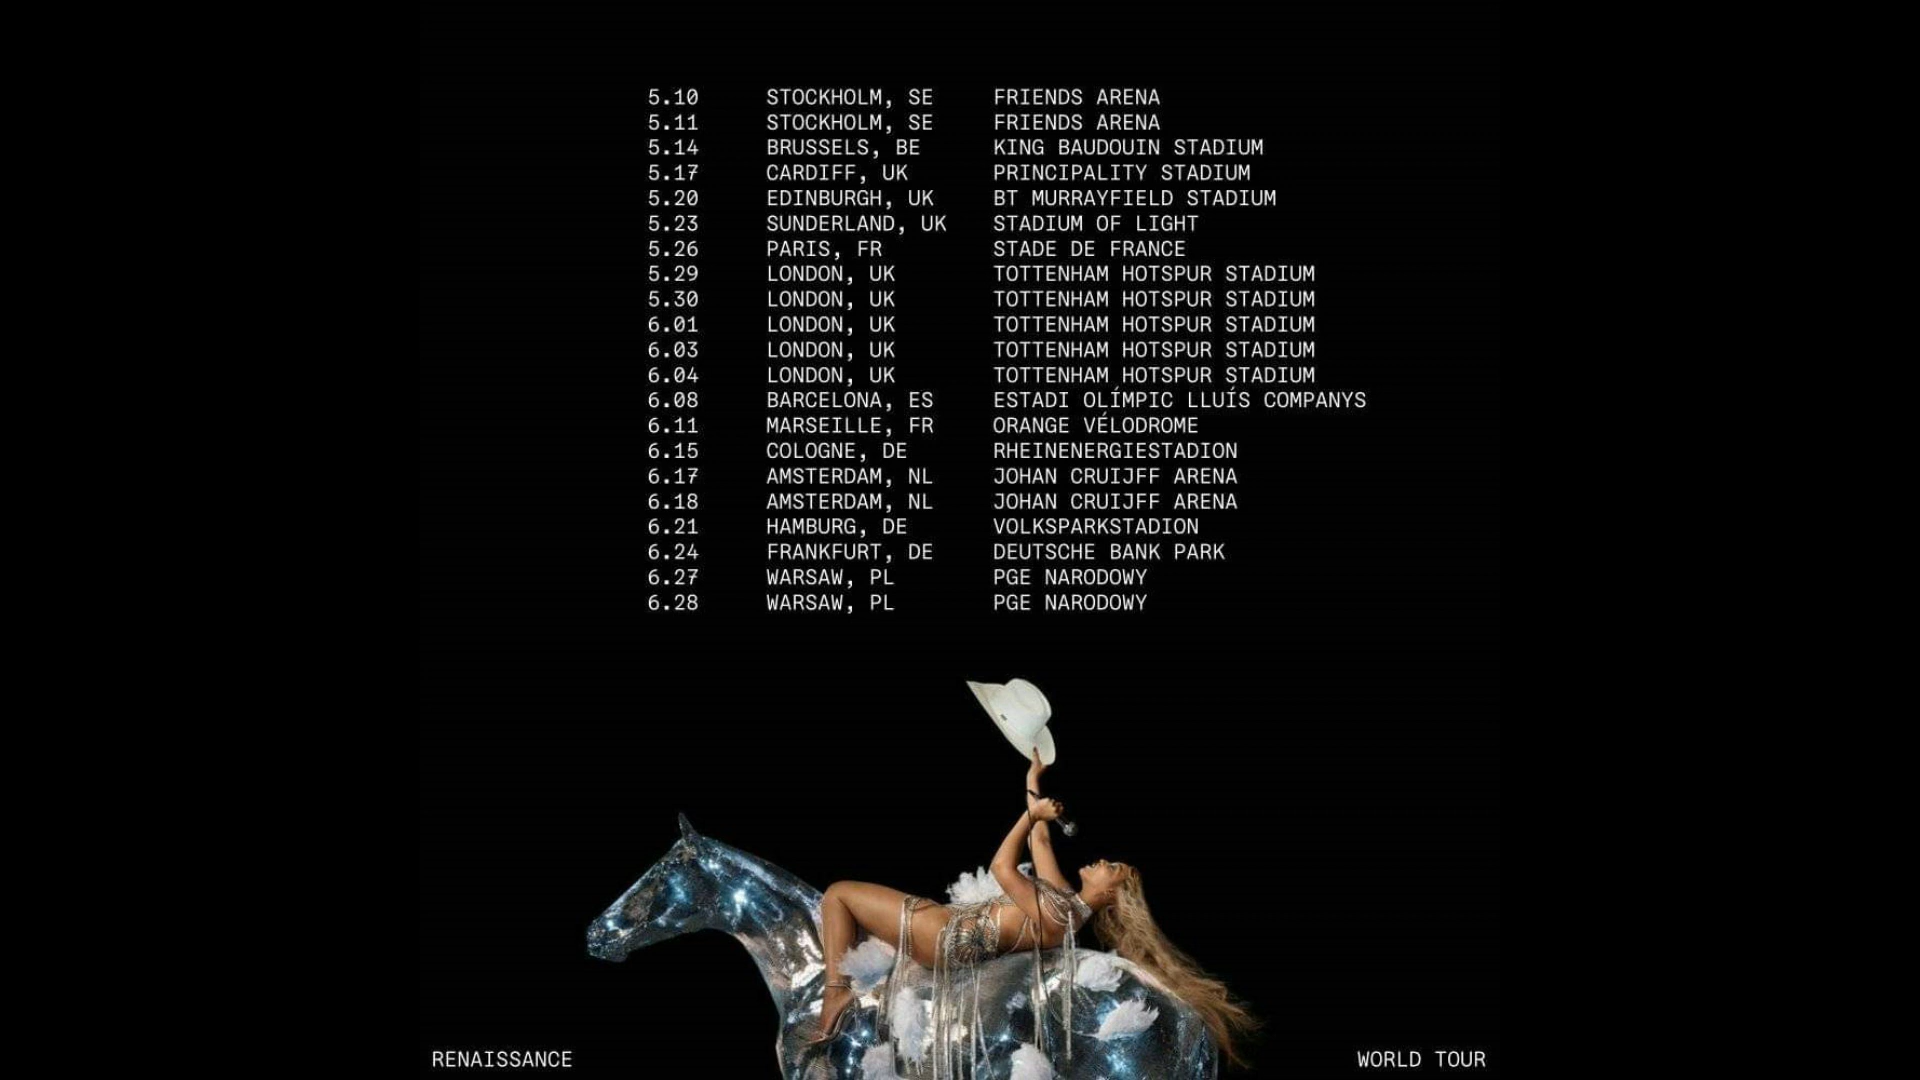 5.10 STOCKHOLM, SE FRIENDS ARENA
5.11 STOCKHOLM, SE FRIENDS ARENA
5.14 BRUSSELS, BE KING BAUDOUIN STADIUM
5.17 CARDIFF, UK PRINCIPALITY STADIUM
5.20 EDINBURGH, UK BT MURRAYFIELD STADIUM
5.23 SUNDERLAND, UK STADIUM OF LIGHT
5.26 PARIS, FR STADE DE FRANCE
5.29 LONDON, UK TOTTENHAM HOTSPUR STADIUM
5.30 LONDON, UK TOTTENHAM HOTSPUR STADIUM
6.01 LONDON, UK TOTTENHAM HOTSPUR STADIUM
6.03 LONDON, UK TOTTENHAM HOTSPUR STADIUM
6.04 LONDON, UK TOTTENHAM HOTSPUR STADIUM
6.08 BARCELONA, ES ESTADI OLÍMPIC LLUÍS COMPANYS
6.11 MARSEILLE, FR ORANGE VÉLODROME
6.15 COLOGNE, DE RHEINENERGIESTADION
6.17 AMSTERDAM, NL JOHAN CRUIJFF ARENA
6.18 AMSTERDAM, NL JOHAN CRUIJFF ARENA
6.21 HAMBURG, DE VOLKSPARKSTADION
6.24 FRANKFURT, DE DEUTSCHE BANK PARK
6.27 WARSAW, PL PGE NARODOWY
6.28 WARSAW, PL PGE NARODOWY
RENAISSANCE WORLD TOUR